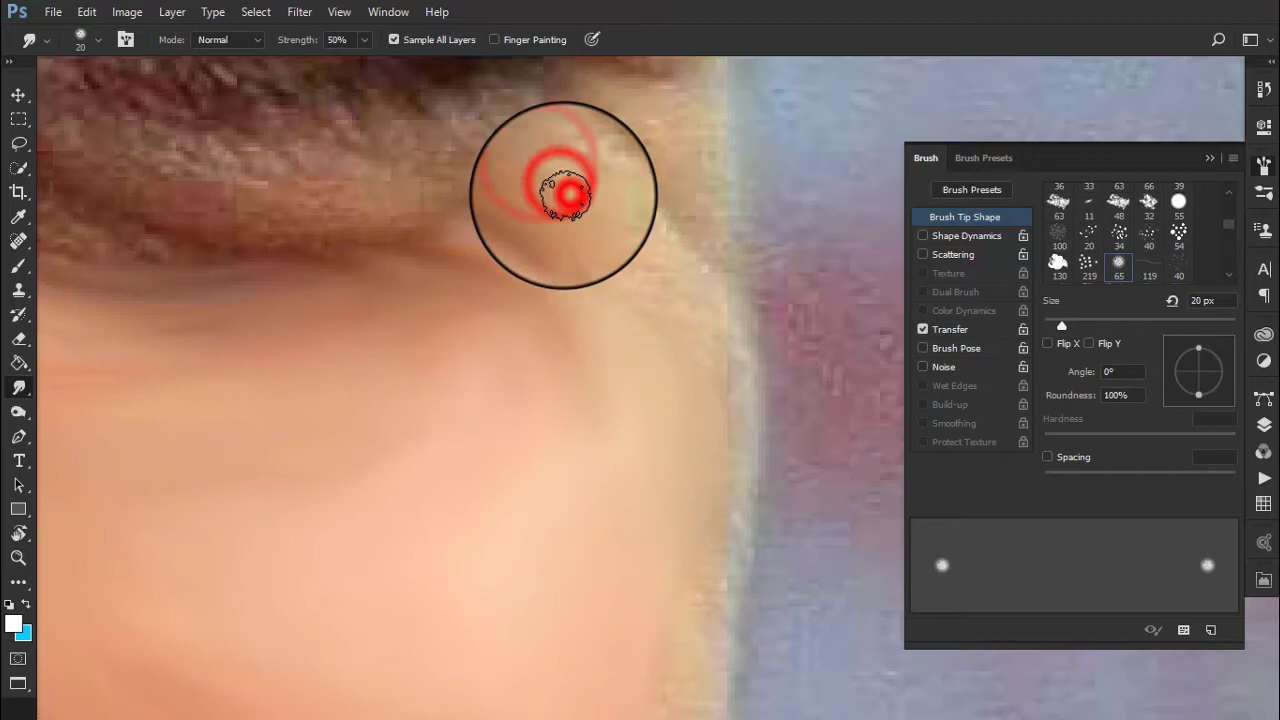 Ps File Edit Image Layer Type Select Filter View Window Help
20 Mode: Normal Strength: 50% Sample All Layers Finger Painting
Brush Brush Presets
Brush Presets
36 33 63 66 39
Brush Tip Shape
63 11 48 32 55
Shape Dynamics
Scattering
100 20 34 40 54
Texture
130 219 65 119 40
Dual Brush
Size 20 px
Color Dynamics
Transfer
Flip X Flip Y
Brush Pose
Noise
Angle: 0°
Wet Edges
Roundness: 100%
Build-up
Hardness
Smoothing
Protect Texture
Spacing